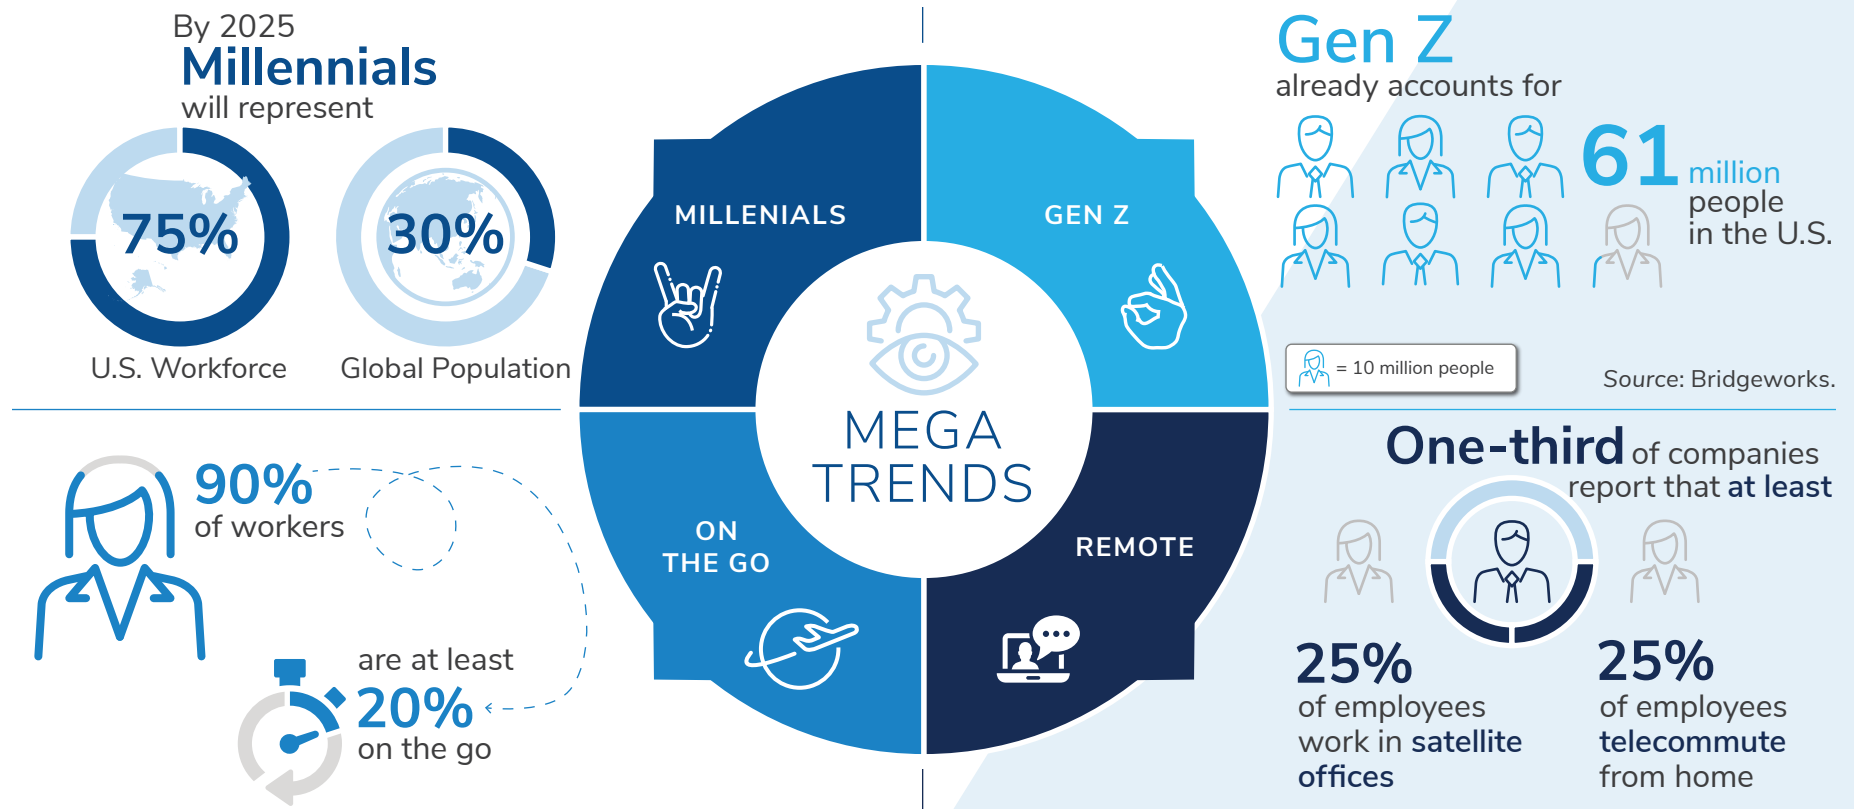 By 2025
Millennials
will represent
75%
30%
U.S. Workforce
Global Population
MILLENIALS
GEN Z
MEGA
TRENDS
ON
THE GO
REMOTE
Gen Z
already accounts for
61 million
people
in the U.S.
= 10 million people
Source: Bridgeworks.
90%
of workers
are at least
20%
on the go
One-third of companies
report that at least
25%
of employees
work in satellite
offices
25%
of employees
telecommute
from home